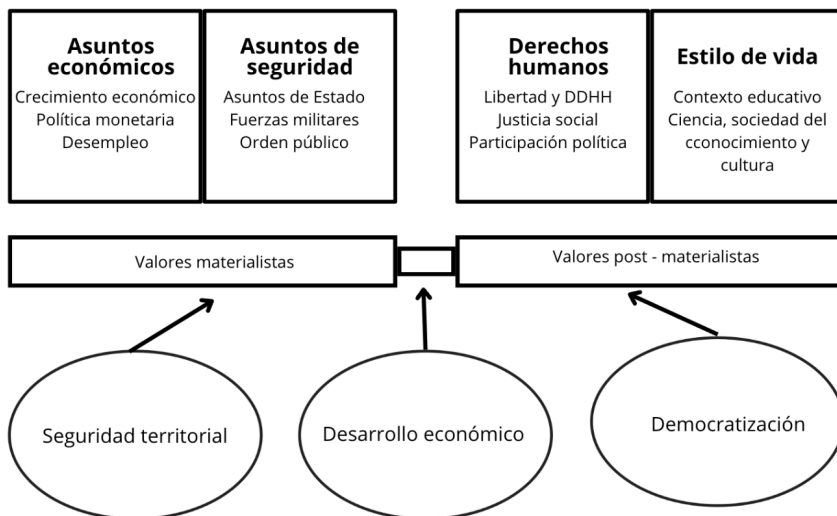 Asuntos
económicos
Crecimiento económico
Política monetaria
Desempleo
Asuntos de
seguridad
Asuntos de Estado
Fuerzas militares
Orden público
Derechos
humanos
Libertad y DDHH
Justicia social
Participación política
Estilo de vida
Contexto educativo
Ciencia, sociedad del
cconocimiento y
cultura
Valores materialistas
Valores post - materialistas
Seguridad territorial
Desarrollo económico
Democratización